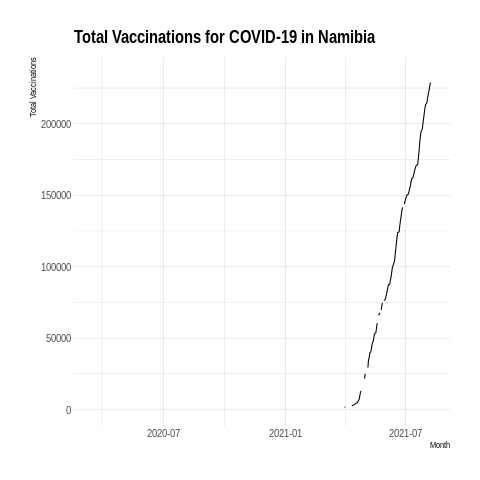 Total Vaccinations for COVID-19 in Namibia
Total Vaccinations
200000
150000
100000
50000
0
2020-07 2021-01 2021-07
Month